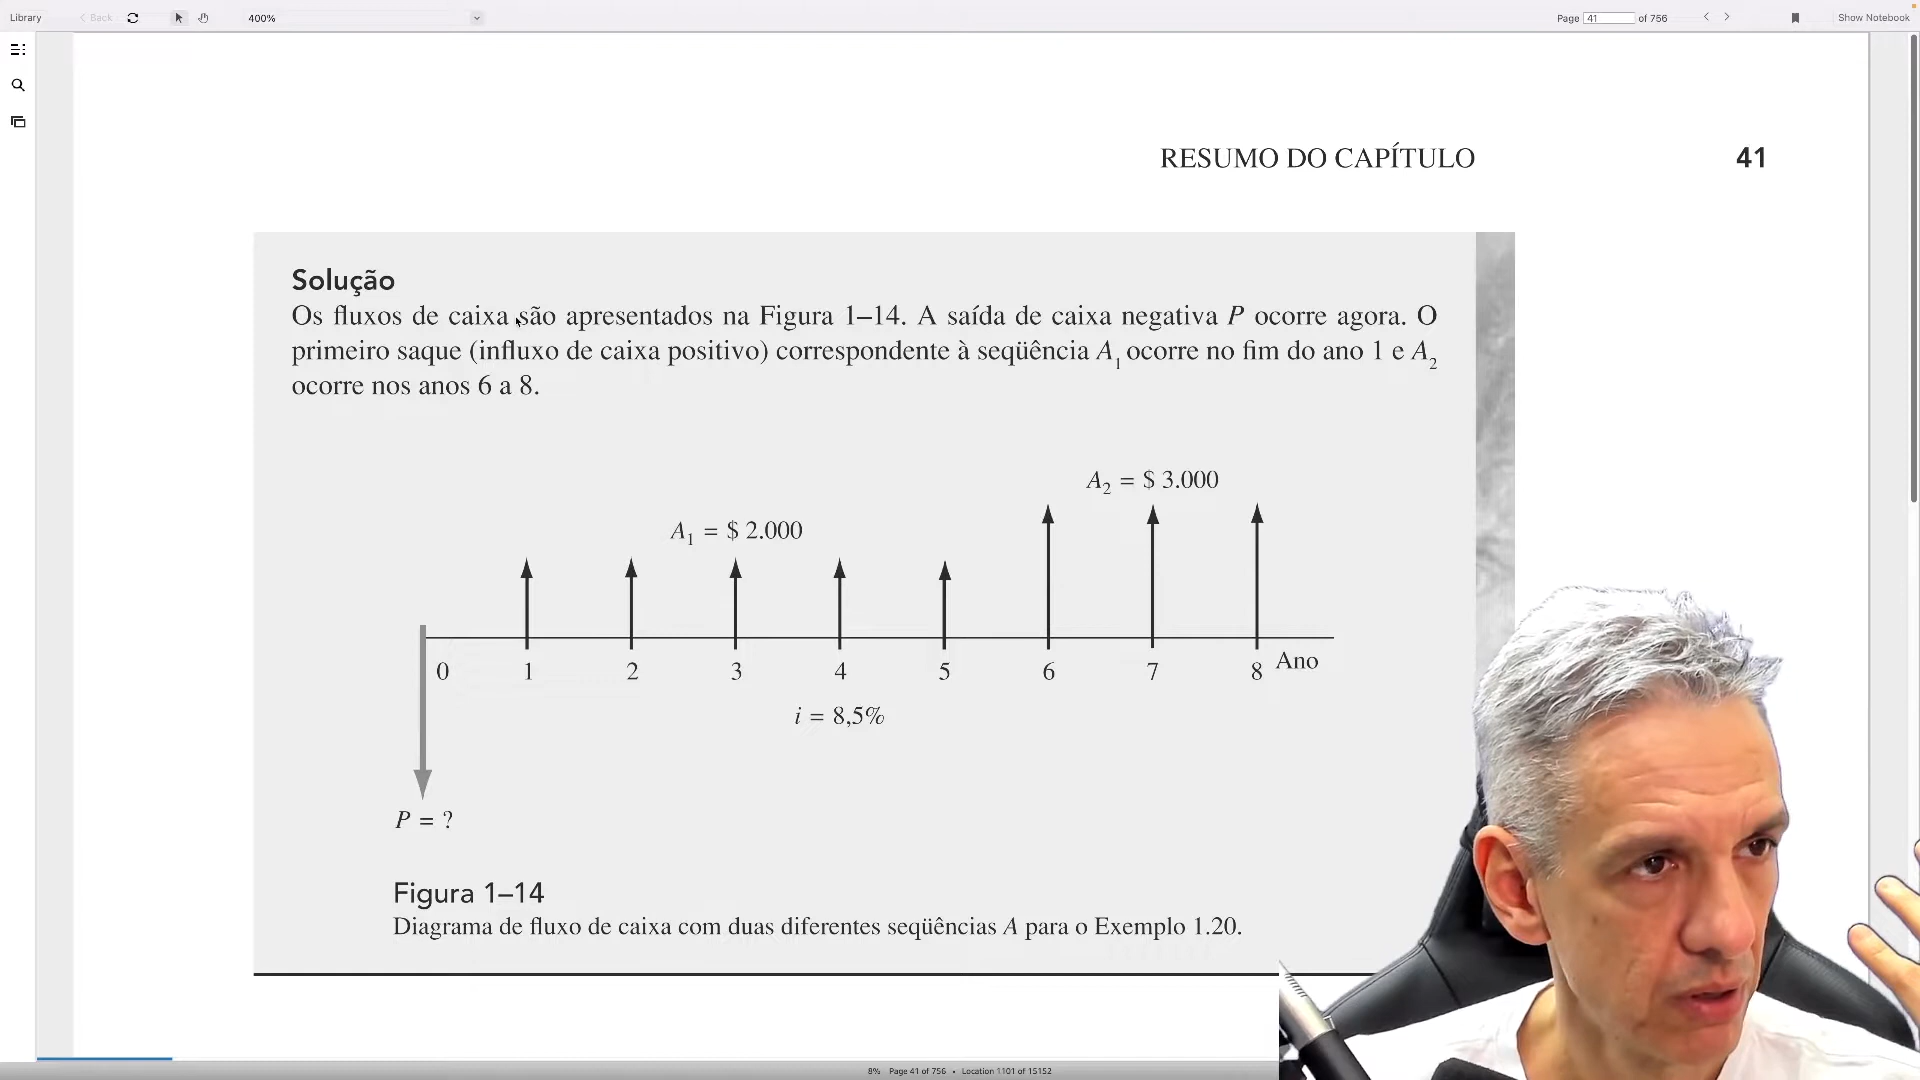 Library
Back
400%
Page 41 of 756
Show Notebook
RESUMO DO CAPÍTULO 41
Solução
Os fluxos de caixa são apresentados na Figura 1–14. A saída de caixa negativa P ocorre agora. O
primeiro saque (influxo de caixa positivo) correspondente à seqüência A1 ocorre no fim do ano 1 e A2
ocorre nos anos 6 a 8.
A2 = $ 3.000
A1 = $ 2.000
0 1 2 3 4 5 6 7 8 Ano
i = 8,5%
P = ?
Figura 1–14
Diagrama de fluxo de caixa com duas diferentes seqüências A para o Exemplo 1.20.
8% Page 41 of 756 • Location 1101 of 15152